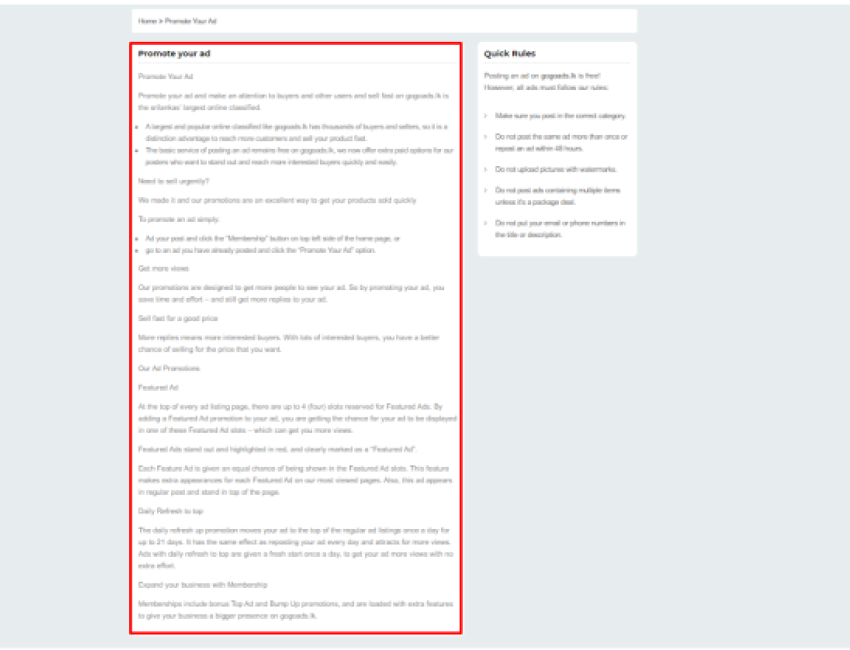 Home > Promote Your Ad
Promote your ad
Promote Your Ad
Promote your ad and make an attention to buyers and other users and sell fast on gogoads.lk is
the srilankas' largest online classified.
A largest and popular online classified like gogoads.lk has thousands of buyers and sellers, so it is a
distinction advantage to reach more customers and sell your product fast.
The basic service of posting an ad remains free on gogoads.lk, we now offer extra paid options for our
posters who want to stand out and reach more interested buyers quickly and easily.
Need to sell urgently?
We made it and our promotions are an excellent way to get your products sold quickly
To promote an ad simply.
Ad your post and click the "Membership" button on top left side of the home page, or
go to an ad you have already posted and click the "Promote Your Ad" option.
Get more views
Our promotions are designed to get more people to see your ad. So by promoting your ad, you
save time and effort – and still get more replies to your ad.
Sell fast for a good price
More replies means more interested buyers. With lots of interested buyers, you have a better
chance of selling for the price that you want.
Our Ad Promotions
Featured Ad
At the top of every ad listing page, there are up to 4 (four) slots reserved for Featured Ads. By
adding a Featured Ad promotion to your ad, you are getting the chance for your ad to be displayed
in one of these Featured Ad slots – which can get you more views.
Featured Ads stand out and highlighted in red, and clearly marked as a "Featured Ad".
Each Feature Ad is given an equal chance of being shown in the Featured Ad slots. This feature
makes extra appearances for each Featured Ad on our most viewed pages. Also, this ad appears
in regular post and stand in top of the page.
Daily Refresh to top
The daily refresh up promotion moves your ad to the top of the regular ad listings once a day for
up to 21 days. It has the same effect as reposting your ad every day and attracts for more views.
Ads with daily refresh to top are given a fresh start once a day, to get your ad more views with no
extra effort.
Expand your business with Membership
Memberships include bonus Top Ad and Bump Up promotions, and are loaded with extra features
to give your business a bigger presence on gogoads.lk.
Quick Rules
Posting an ad on gogoads.lk is free!
However, all ads must follow our rules:
Make sure you post in the correct category.
Do not post the same ad more than once or
repost an ad within 48 hours.
Do not upload pictures with watermarks.
Do not post ads containing multiple items
unless it's a package deal.
Do not put your email or phone numbers in
the title or description.